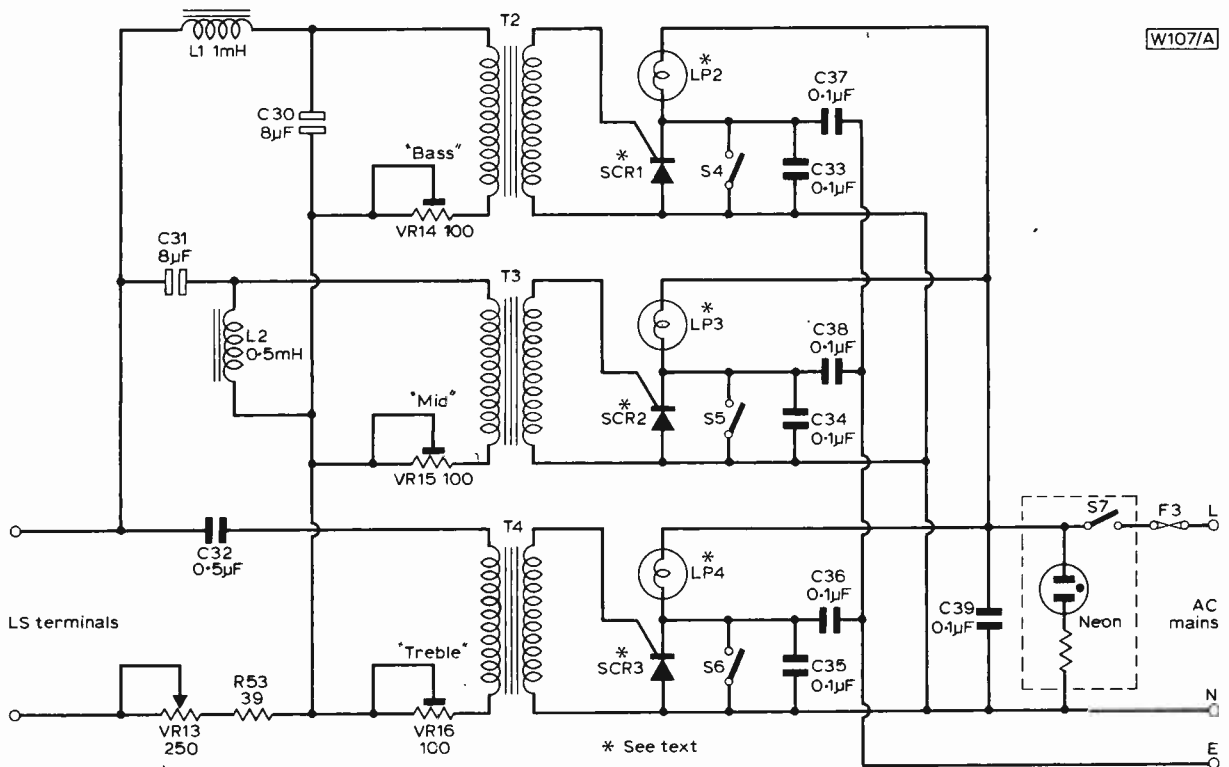 W107/A
L1 1mH
T2
*
LP2
C37
0·1μF
C30
8μF
"Bass"
*
SCR1
S4
C33
0·1μF
VR14 100
C31
8μF
T3
*
LP3
L2
0·5mH
C38
0·1μF
"Mid"
*
SCR2
S5
C34
0·1μF
VR15 100
C32
0·5μF
T4
*
LP4
C36
0·1μF
S7
F3
L
LS terminals
C39
0·1μF
Neon
AC
mains
"Treble"
*
SCR3
S6
C35
0·1μF
R53
39
VR13
250
VR16
100
N
* See text
E